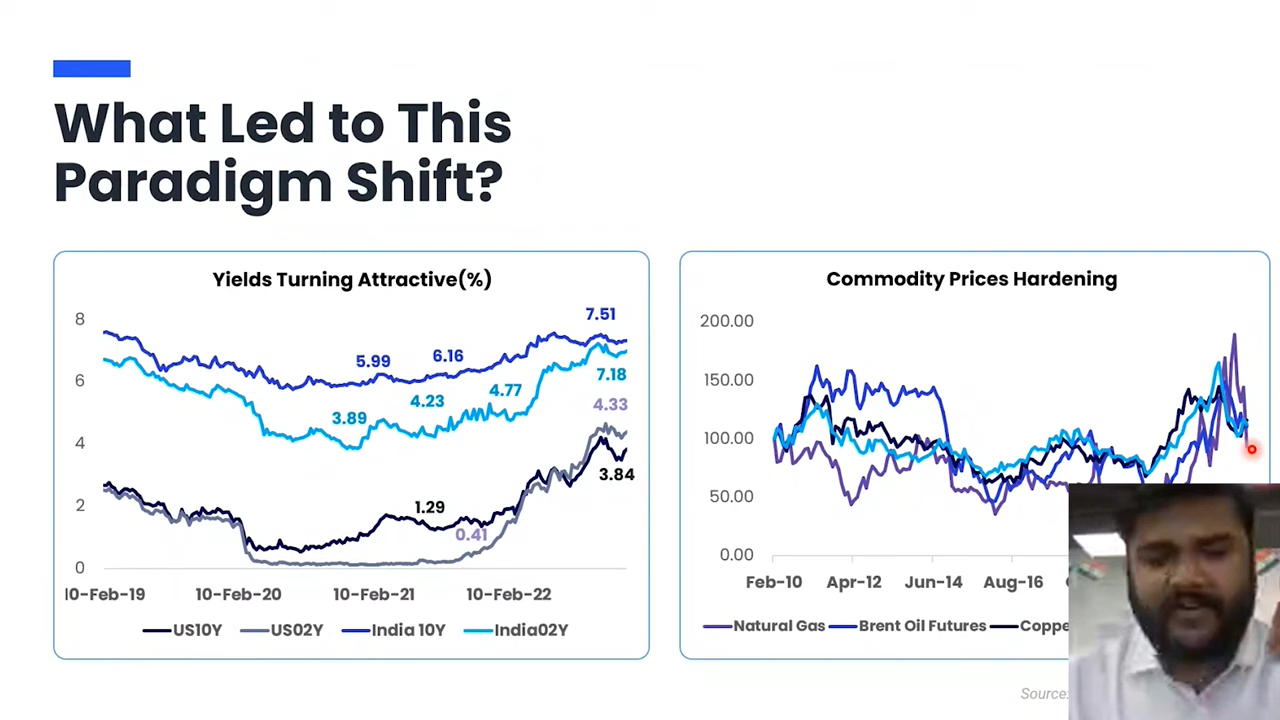 What Led to This
Paradigm Shift?
Yields Turning Attractive(%)
8
6
4
2
0
7.51
5.99
6.16
7.18
4.77
4.23
3.89
4.33
3.84
1.29
0.41
10-Feb-19 10-Feb-20 10-Feb-21 10-Feb-22
US10Y US02Y India 10Y India02Y
Commodity Prices Hardening
200.00
150.00
100.00
50.00
0.00
Feb-10 Apr-12 Jun-14 Aug-16
Natural Gas Brent Oil Futures Coppe
Source: